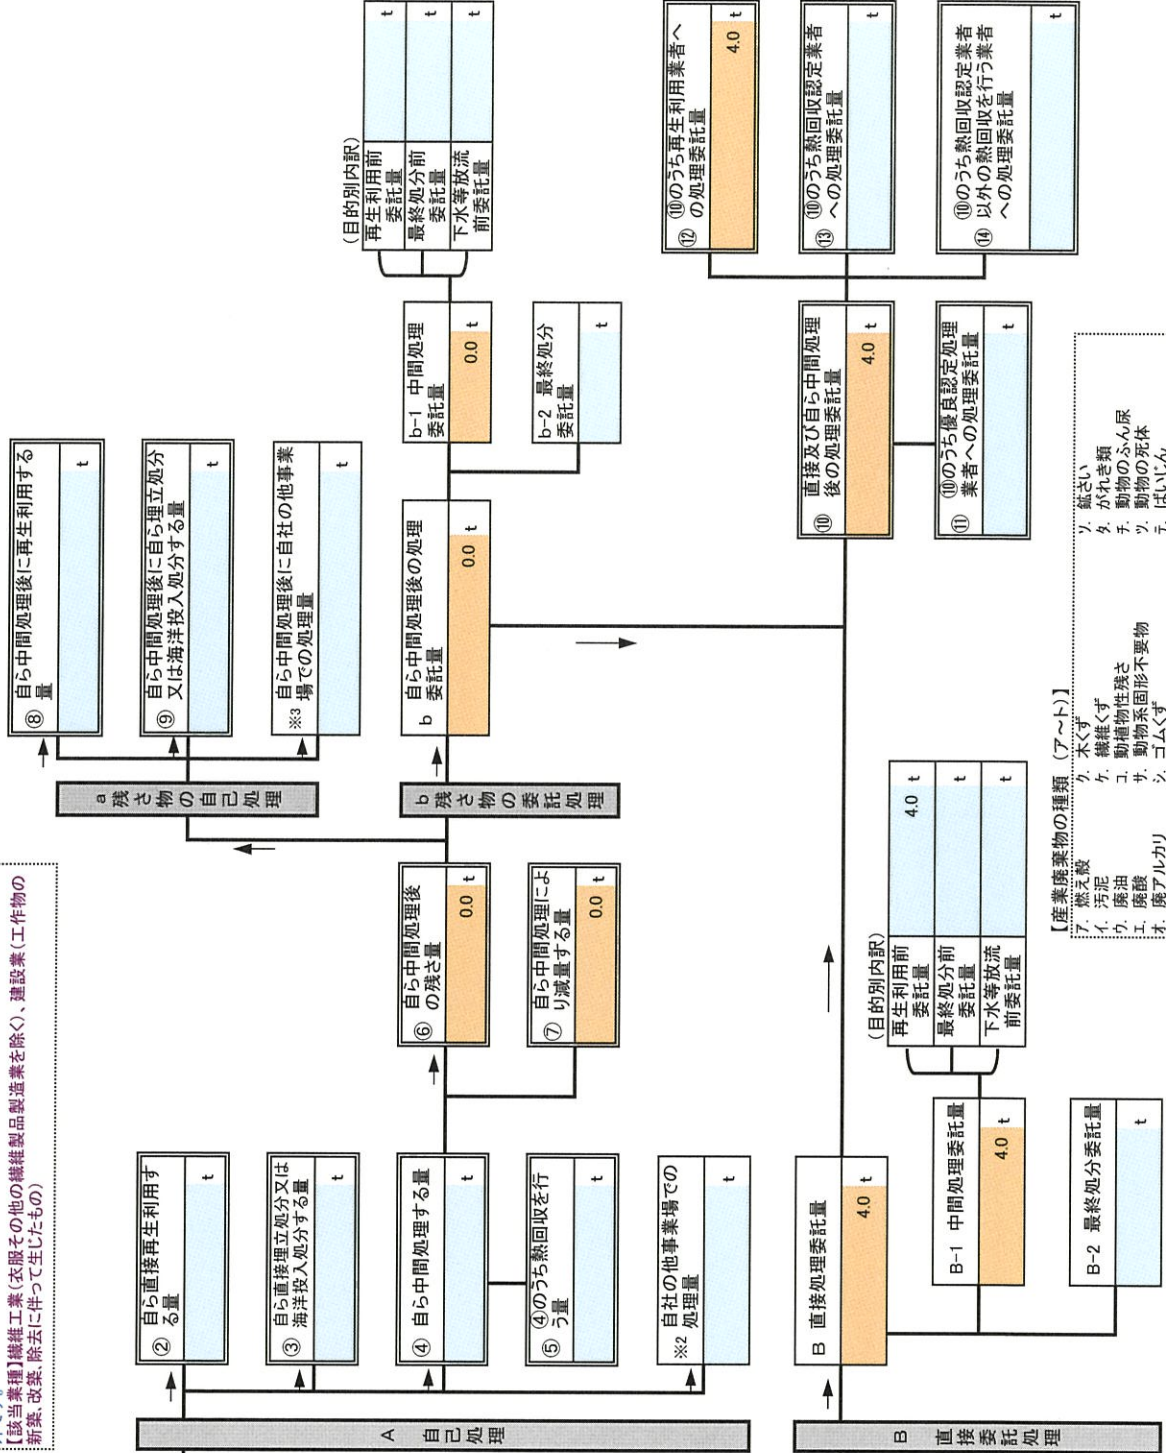 【該当業種】繊維工業(衣服その他の繊維製品製造業を除く)、建設業(工作物の
新築、改築、除去に伴って生じたもの)
A 自己処理
② 自ら直接再生利用す
る量
t
③ 自ら直接埋立処分又は
海洋投入処分する量
t
④ 自ら中間処理する量
t
⑤ ④のうち熱回収を行
う量
t
※2 自社の他事業場での
処理量
t
⑥ 自ら中間処理後
の残さ量
0.0 t
⑦ 自ら中間処理によ
り減量する量
0.0 t
a 残さ物の自己処理
⑧ 自ら中間処理後に再生利用する
量
t
⑨ 自ら中間処理後に自ら埋立処分
又は海洋投入処分する量
t
※3 自ら中間処理後に自社の他事業
場での処理量
t
b 残さ物の委託処理
b 自ら中間処理後の処理
委託量
0.0 t
b-1 中間処理
委託量
0.0 t
b-2 最終処分
委託量
t
(目的別内訳)
再生利用前
委託量
t
最終処分前
委託量
t
下水等放流
前委託量
t
B 直接委託処理
B 直接処理委託量
4.0 t
B-1 中間処理委託量
4.0 t
B-2 最終処分委託量
t
(目的別内訳)
再生利用前
委託量
4.0 t
最終処分前
委託量
t
下水等放流
前委託量
t
⑩ 直接及び自ら中間処理
後の処理委託量
4.0 t
⑪ ⑩のうち優良認定処理
業者への処理委託量
t
⑫ ⑩のうち再生利用業者へ
の処理委託量
4.0 t
⑬ ⑩のうち熱回収認定業者
への処理委託量
t
⑭ ⑩のうち熱回収認定業者
以外の熱回収を行う業者
への処理委託量
t
【産業廃棄物の種類 (ア～ト)】
ア. 燃え殻
イ. 汚泥
ウ. 廃油
エ. 廃酸
オ. 廃アルカリ
ク. 木くず
ケ. 繊維くず
コ. 動植物性残さ
サ. 動物系固形不要物
シ. ゴムくず
ソ. 鉱さい
タ. がれき類
チ. 動物のふん尿
ツ. 動物の死体
テ. ばいじん